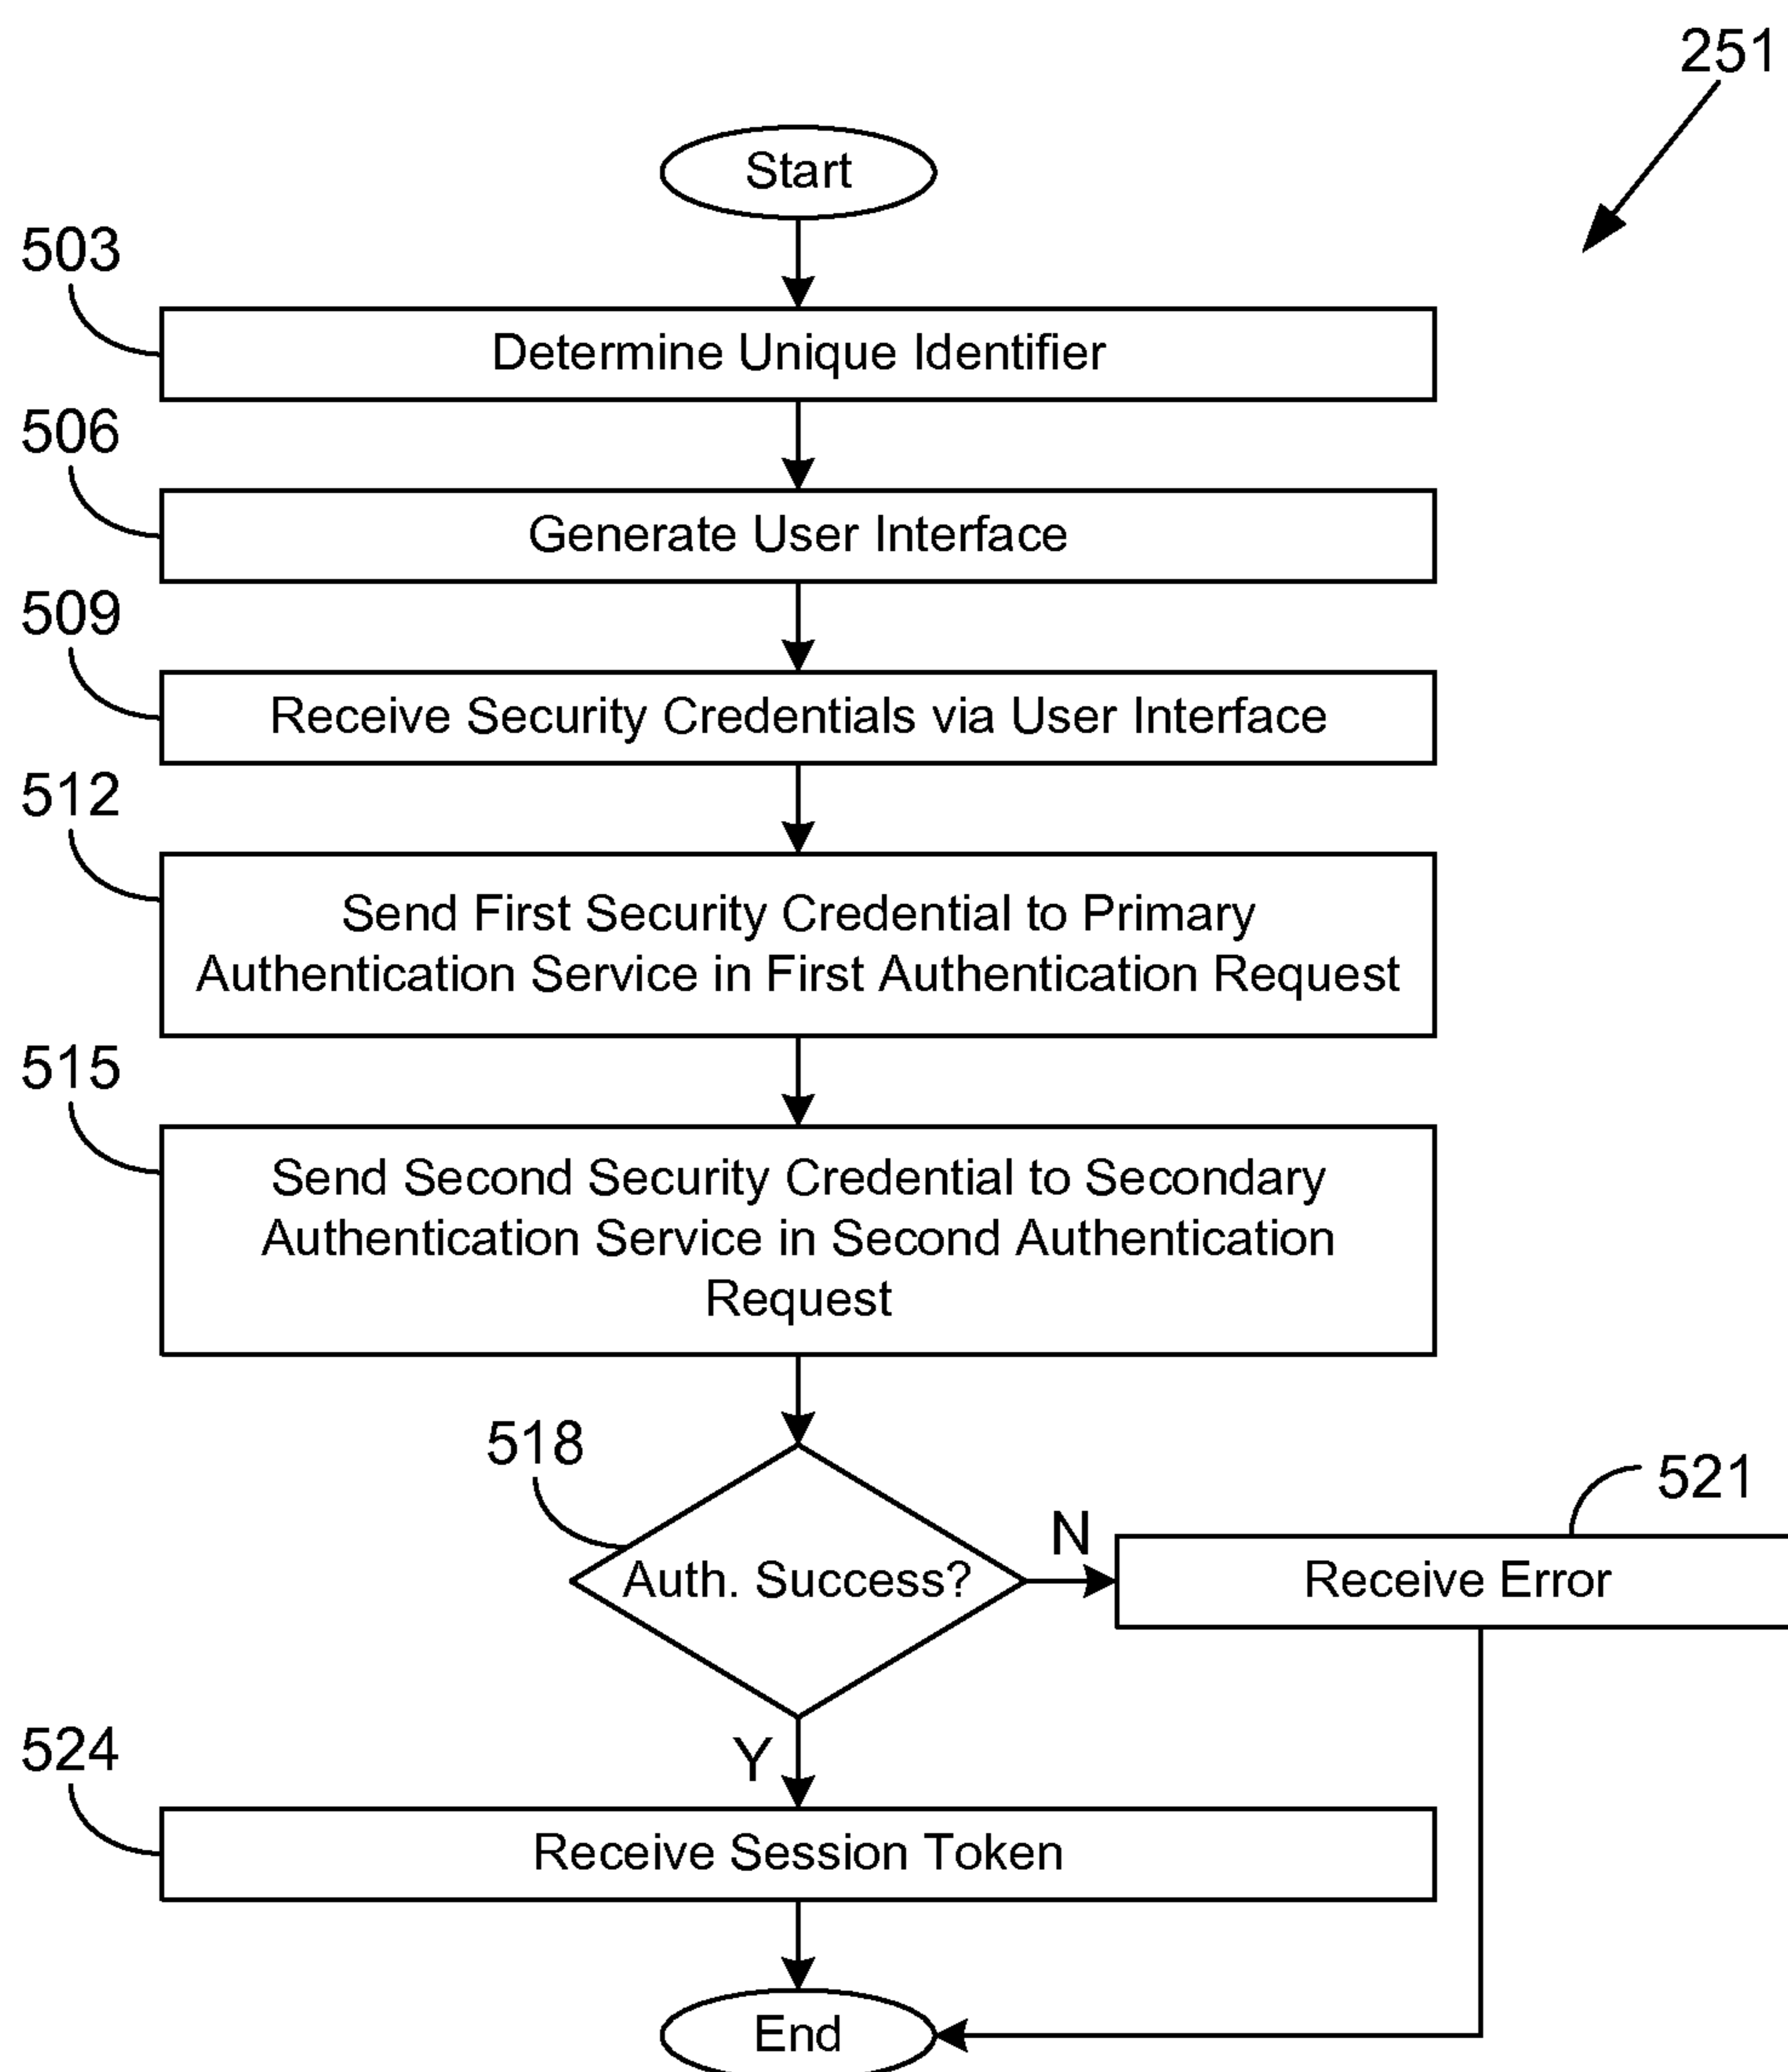 251
Start
503
Determine Unique Identifier
506
Generate User Interface
509
Receive Security Credentials via User Interface
512
Send First Security Credential to Primary
Authentication Service in First Authentication Request
515
Send Second Security Credential to Secondary
Authentication Service in Second Authentication
Request
518
Auth. Success?
N
521
Receive Error
Y
524
Receive Session Token
End